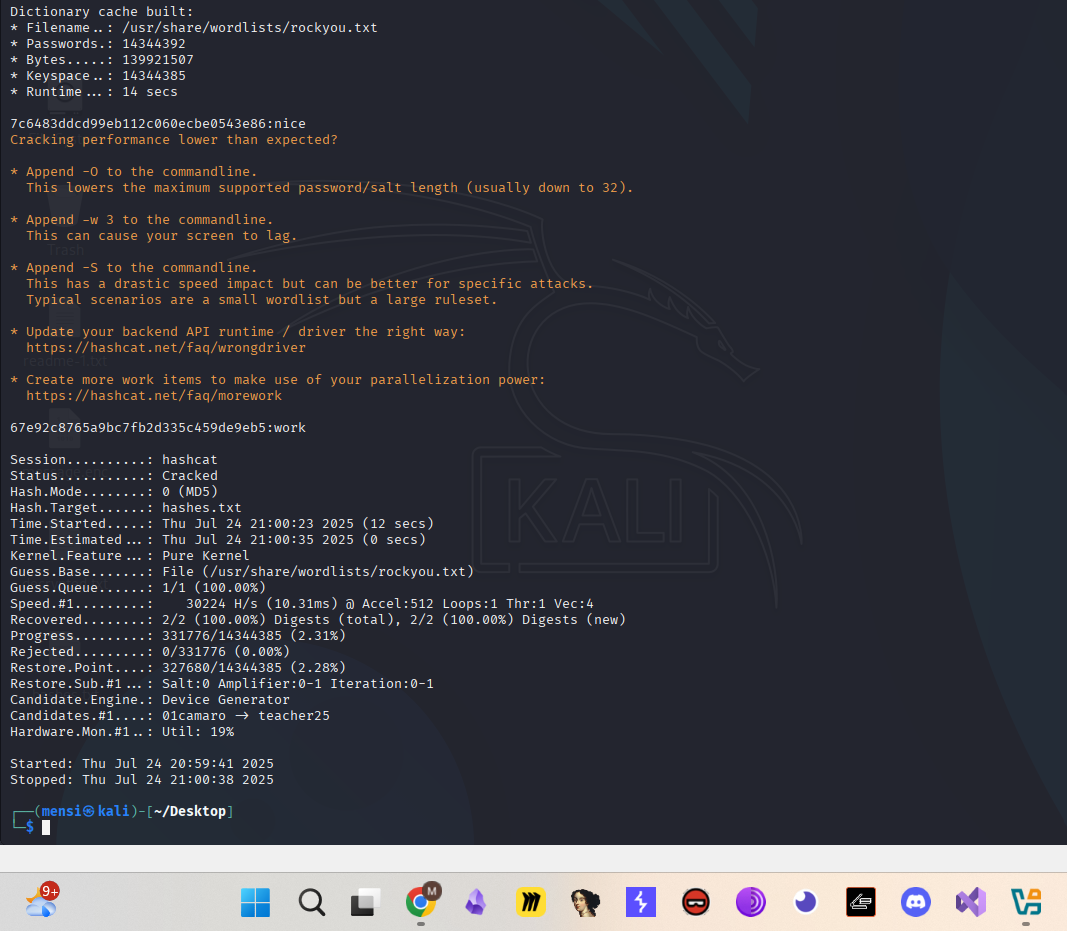 Dictionary cache built:
* Filename..: /usr/share/wordlists/rockyou.txt
* Passwords.: 14344392
* Bytes.....: 139921507
* Keyspace..: 14344385
* Runtime...: 14 secs
7c6483ddcd99eb112c060ecbe0543e86:nice
Cracking performance lower than expected?
* Append -O to the commandline.
This lowers the maximum supported password/salt length (usually down to 32).
* Append -w 3 to the commandline.
This can cause your screen to lag.
Trash
* Append -S to the commandline.
This has a drastic speed impact but can be better for specific attacks.
Typical scenarios are a small wordlist but a large ruleset.
* Update your backend API runtime / driver the right way:
https://hashcat.net/faq/wrongdriver
readme-1.txt
* Create more work items to make use of your parallelization power:
https://hashcat.net/faq/morework
67e92c8765a9bc7fb2d335c459de9eb5:work
Session..........: hashcat
Status...........: Cracked
Hash.Mode........: 0 (MD5)
Hash.Target......: hashes.txt
Time.Started.....: Thu Jul 24 21:00:23 2025 (12 secs)
Time.Estimated...: Thu Jul 24 21:00:35 2025 (0 secs)
Kernel.Feature...: Pure Kernel
Guess.Base.......: File (/usr/share/wordlists/rockyou.txt)
Guess.Queue......: 1/1 (100.00%)
Speed.#1.........:    30224 H/s (10.31ms) @ Accel:512 Loops:1 Thr:1 Vec:4
Recovered........: 2/2 (100.00%) Digests (total), 2/2 (100.00%) Digests (new)
Progress.........: 331776/14344385 (2.31%)
Rejected.........: 0/331776 (0.00%)
Restore.Point....: 327680/14344385 (2.28%)
Restore.Sub.#1...: Salt:0 Amplifier:0-1 Iteration:0-1
Candidate.Engine.: Device Generator
Candidates.#1....: 01camaro -> teacher25
Hardware.Mon.#1..: Util: 19%
KALI
Started: Thu Jul 24 20:59:41 2025
Stopped: Thu Jul 24 21:00:38 2025
┌──(mensi㉿kali)-[~/Desktop]
└─$
9+
M